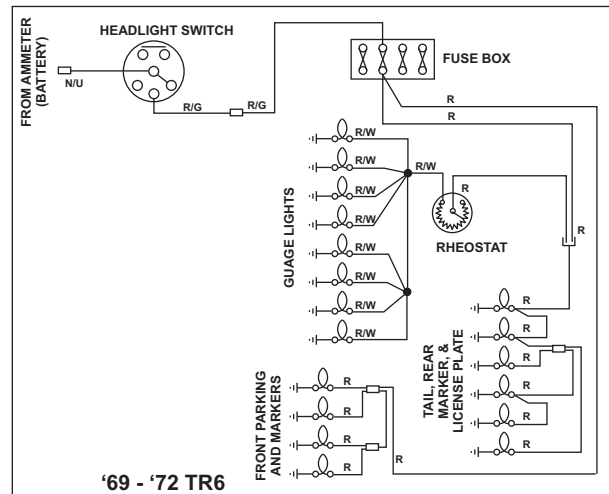 HEADLIGHT SWITCH
FROM AMMETER
(BATTERY)
N/U
R/G
R/G
FUSE BOX
R
R
R/W
R/W
R/W
R/W
R/W
R/W
R/W
R/W
GUAGE LIGHTS
R/W
R
RHEOSTAT
R
R
R
R
R
R
R
TAIL, REAR
MARKER, &
LICENSE PLATE
R
R
R
R
R
FRONT PARKING
AND MARKERS
‘69 - ‘72 TR6